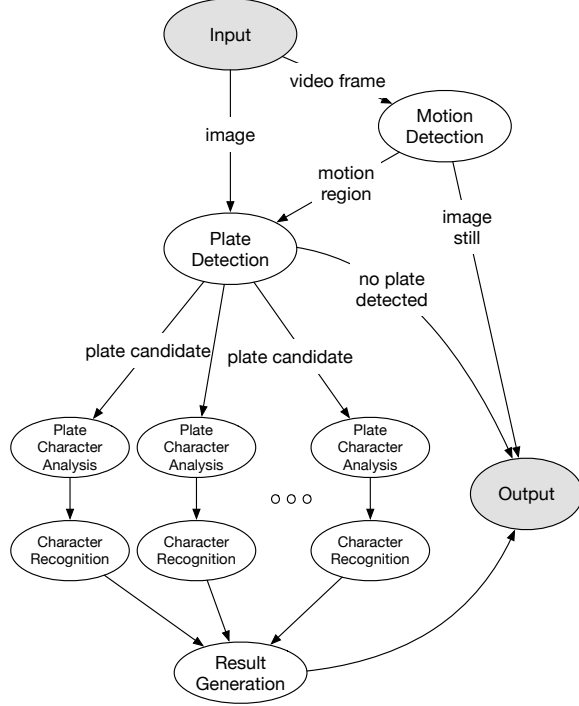 Input
video frame
Motion
Detection
image
motion
region
Plate
Detection
image
still
no plate
detected
plate candidate
plate candidate
Plate
Character
Analysis
Plate
Character
Analysis
Plate
Character
Analysis
Output
Character
Recognition
Character
Recognition
Character
Recognition
Result
Generation